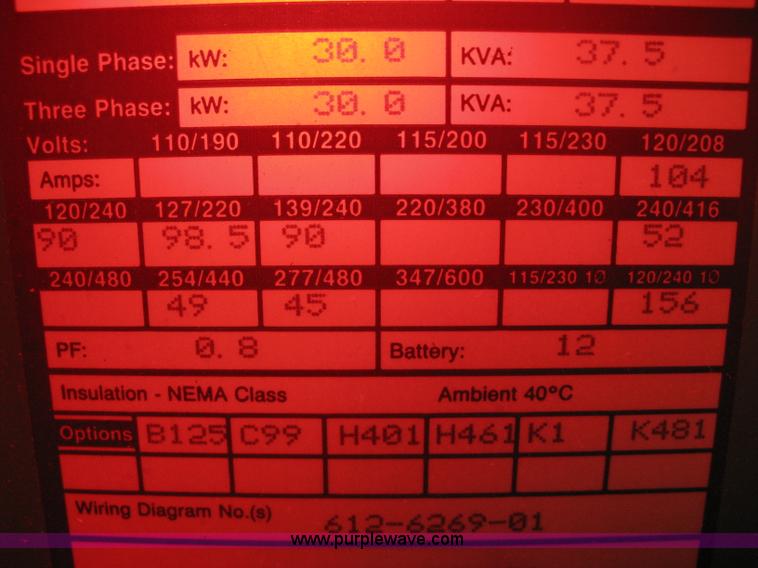 Single Phase: kW: 30.0 KVA: 37.5
Three Phase: kW: 30.0 KVA: 37.5
Volts: 110/190 110/220 115/200 115/230 120/208
Amps: 104
120/240 127/220 139/240 220/380 230/400 240/416
90 98.5 90 52
240/480 254/440 277/480 347/600 115/230 1Ø 120/240 1Ø
49 45 156
PF: 0.8 Battery: 12
Insulation - NEMA Class Ambient 40°C
Options B125 C99 H401 H461 K1 K481
Wiring Diagram No.(s) 612-6269-01
www.purplewave.com